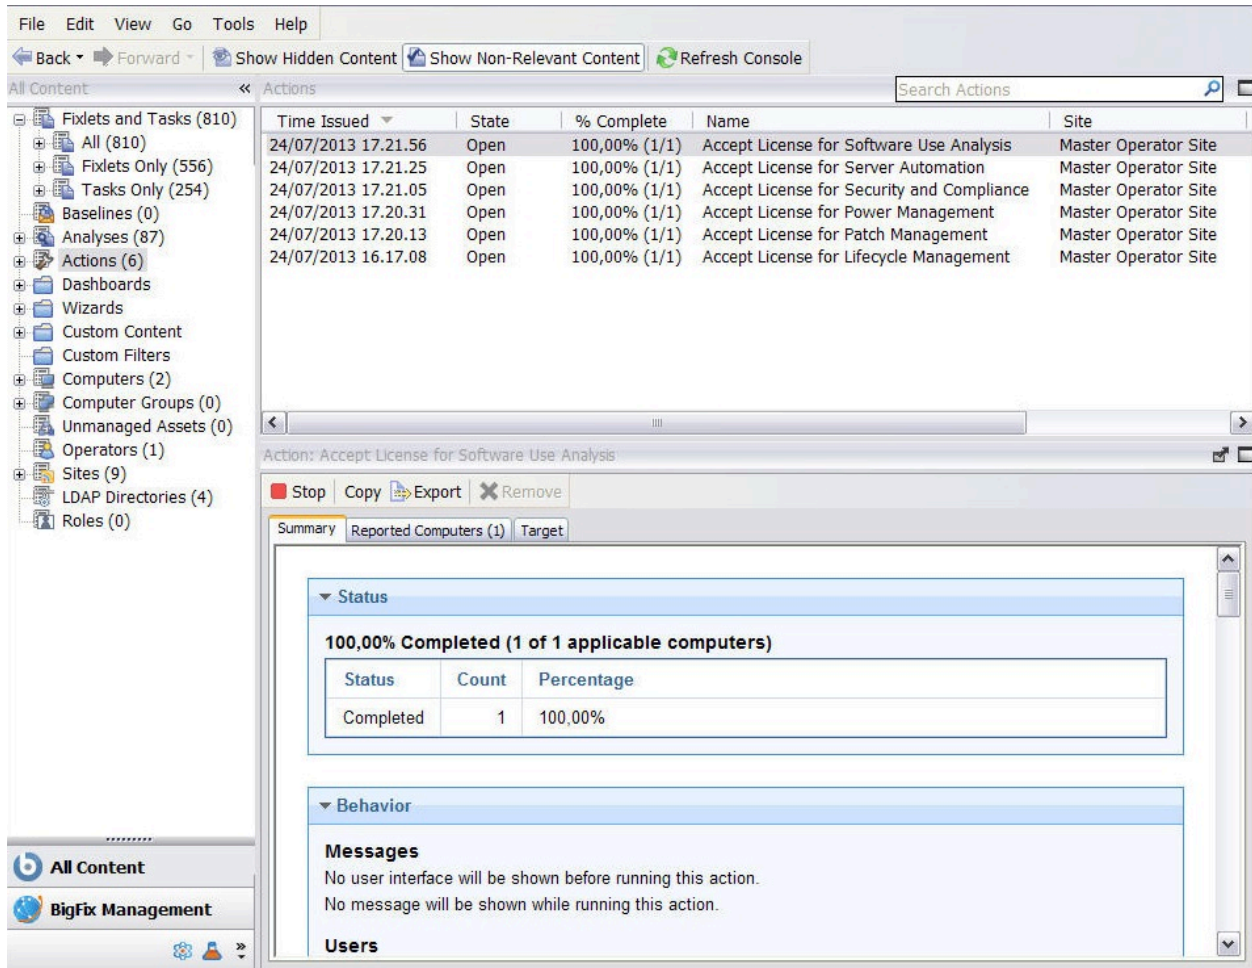 File Edit View Go Tools Help
Back Forward Show Hidden Content Show Non-Relevant Content Refresh Console
All Content « Actions Search Actions
Fixlets and Tasks (810)
All (810)
Fixlets Only (556)
Tasks Only (254)
Baselines (0)
Analyses (87)
Actions (6)
Dashboards
Wizards
Custom Content
Custom Filters
Computers (2)
Computer Groups (0)
Unmanaged Assets (0)
Operators (1)
Sites (9)
LDAP Directories (4)
Roles (0)
All Content
BigFix Management
Time Issued State % Complete Name Site
24/07/2013 17.21.56 Open 100,00% (1/1) Accept License for Software Use Analysis Master Operator Site
24/07/2013 17.21.25 Open 100,00% (1/1) Accept License for Server Automation Master Operator Site
24/07/2013 17.21.05 Open 100,00% (1/1) Accept License for Security and Compliance Master Operator Site
24/07/2013 17.20.31 Open 100,00% (1/1) Accept License for Power Management Master Operator Site
24/07/2013 17.20.13 Open 100,00% (1/1) Accept License for Patch Management Master Operator Site
24/07/2013 16.17.08 Open 100,00% (1/1) Accept License for Lifecycle Management Master Operator Site
Action: Accept License for Software Use Analysis
Stop Copy Export Remove
Summary Reported Computers (1) Target
Status
100,00% Completed (1 of 1 applicable computers)
Status Count Percentage
Completed 1 100,00%
Behavior
Messages
No user interface will be shown before running this action.
No message will be shown while running this action.
Users